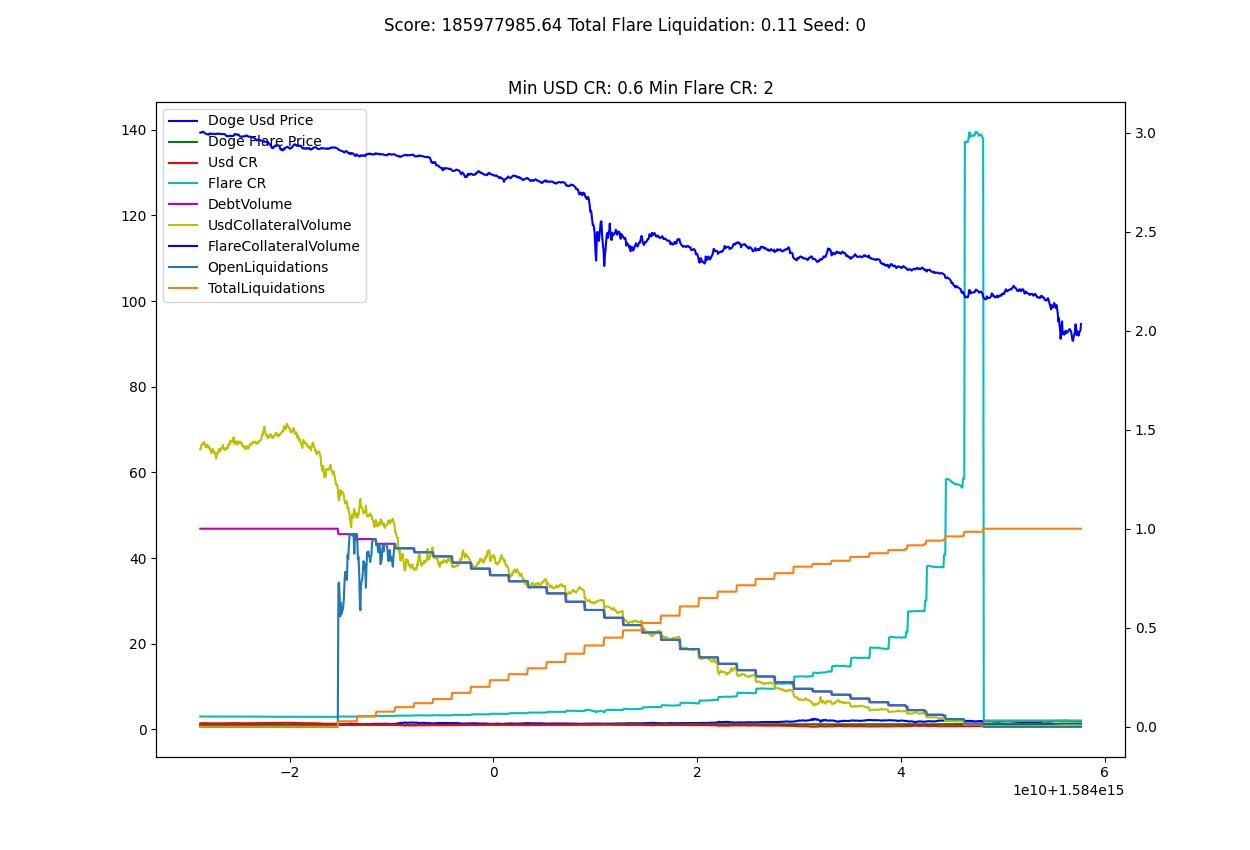 Score: 185977985.64 Total Flare Liquidation: 0.11 Seed: 0
Min USD CR: 0.6 Min Flare CR: 2
Doge Usd Price
Doge Flare Price
Usd CR
Flare CR
DebtVolume
UsdCollateralVolume
FlareCollateralVolume
OpenLiquidations
TotalLiquidations
140
120
100
80
60
40
20
0
3.0
2.5
2.0
1.5
1.0
0.5
0.0
−2 0 2 4 6
1e10+1.584e15